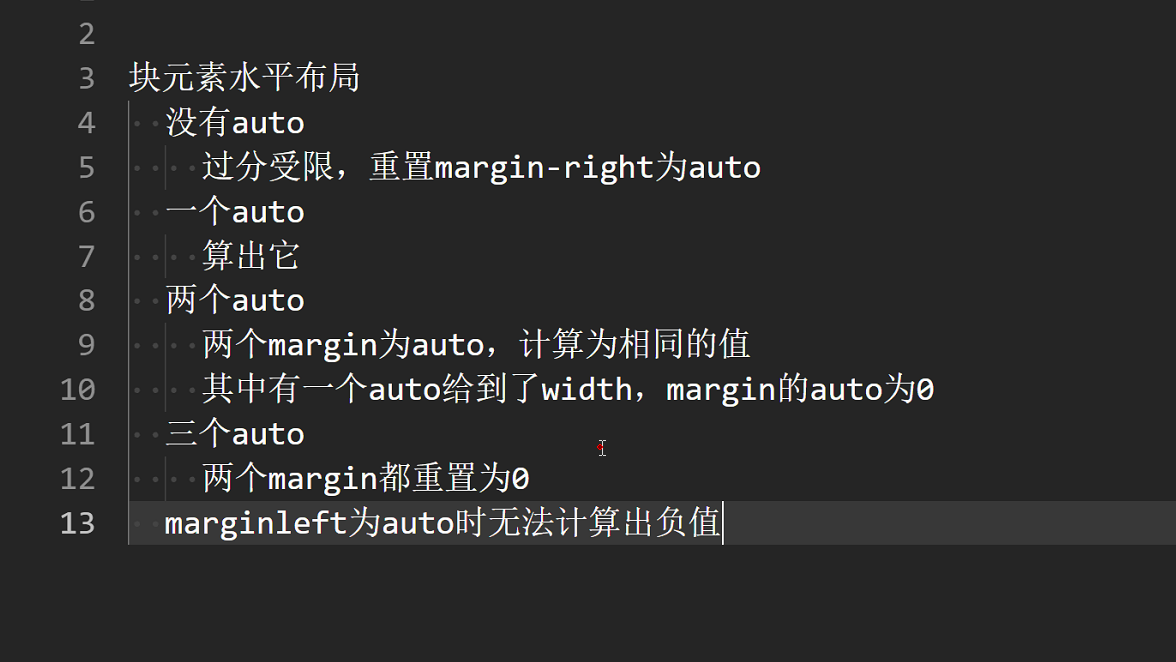 2
3 块元素水平布局
4 没有auto
5 过分受限，重置margin-right为auto
6 一个auto
7 算出它
8 两个auto
9 两个margin为auto，计算为相同的值
10 其中有一个auto给到了width，margin的auto为0
11 三个auto
12 两个margin都重置为0
13 marginleft为auto时无法计算出负值